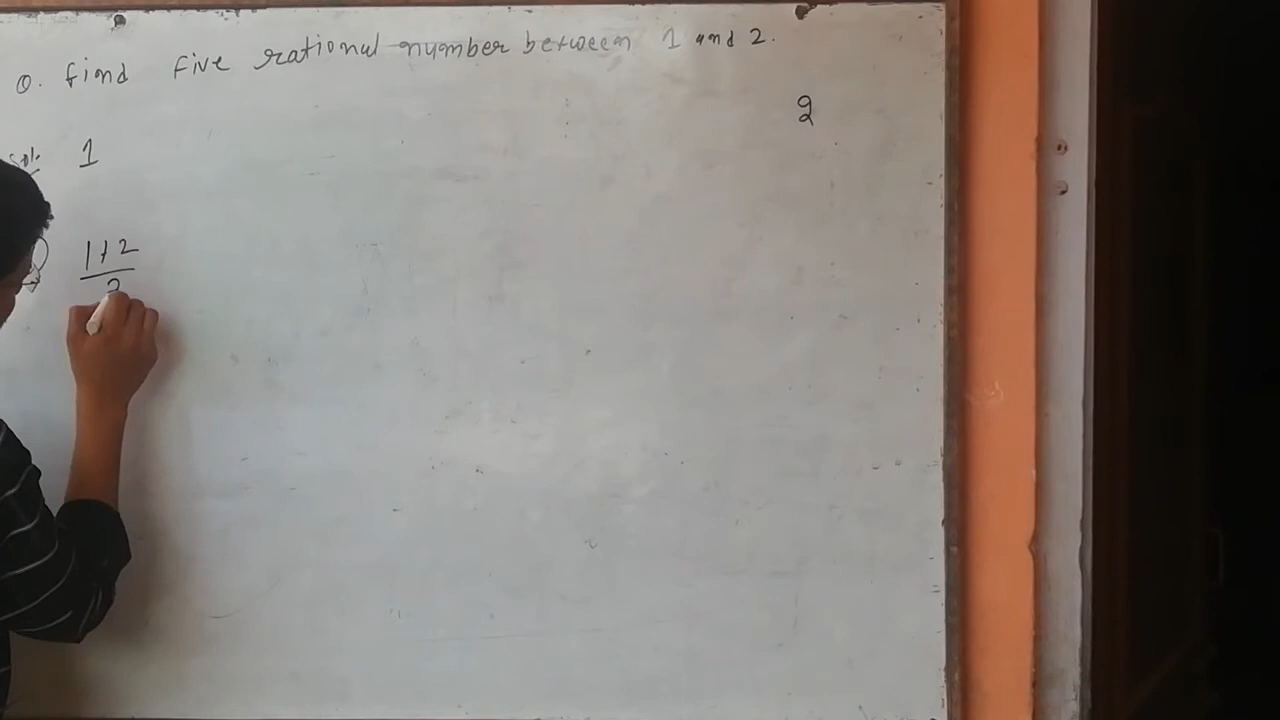 Q. find five rational number between 1 and 2.
2
Sol. 1
1+2
2